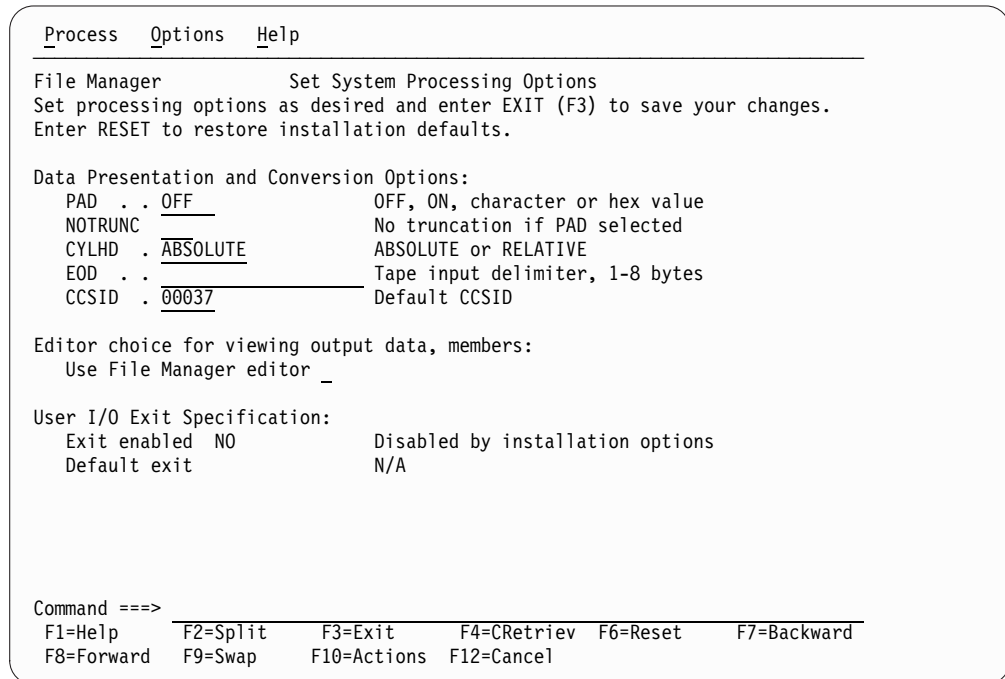 Process Options Help
File Manager Set System Processing Options
Set processing options as desired and enter EXIT (F3) to save your changes.
Enter RESET to restore installation defaults.
Data Presentation and Conversion Options:
PAD . . OFF OFF, ON, character or hex value
NOTRUNC No truncation if PAD selected
CYLHD . ABSOLUTE ABSOLUTE or RELATIVE
EOD . . Tape input delimiter, 1-8 bytes
CCSID . 00037 Default CCSID
Editor choice for viewing output data, members:
Use File Manager editor _
User I/O Exit Specification:
Exit enabled NO Disabled by installation options
Default exit N/A
Command ===>
F1=Help F2=Split F3=Exit F4=CRetriev F6=Reset F7=Backward
F8=Forward F9=Swap F10=Actions F12=Cancel